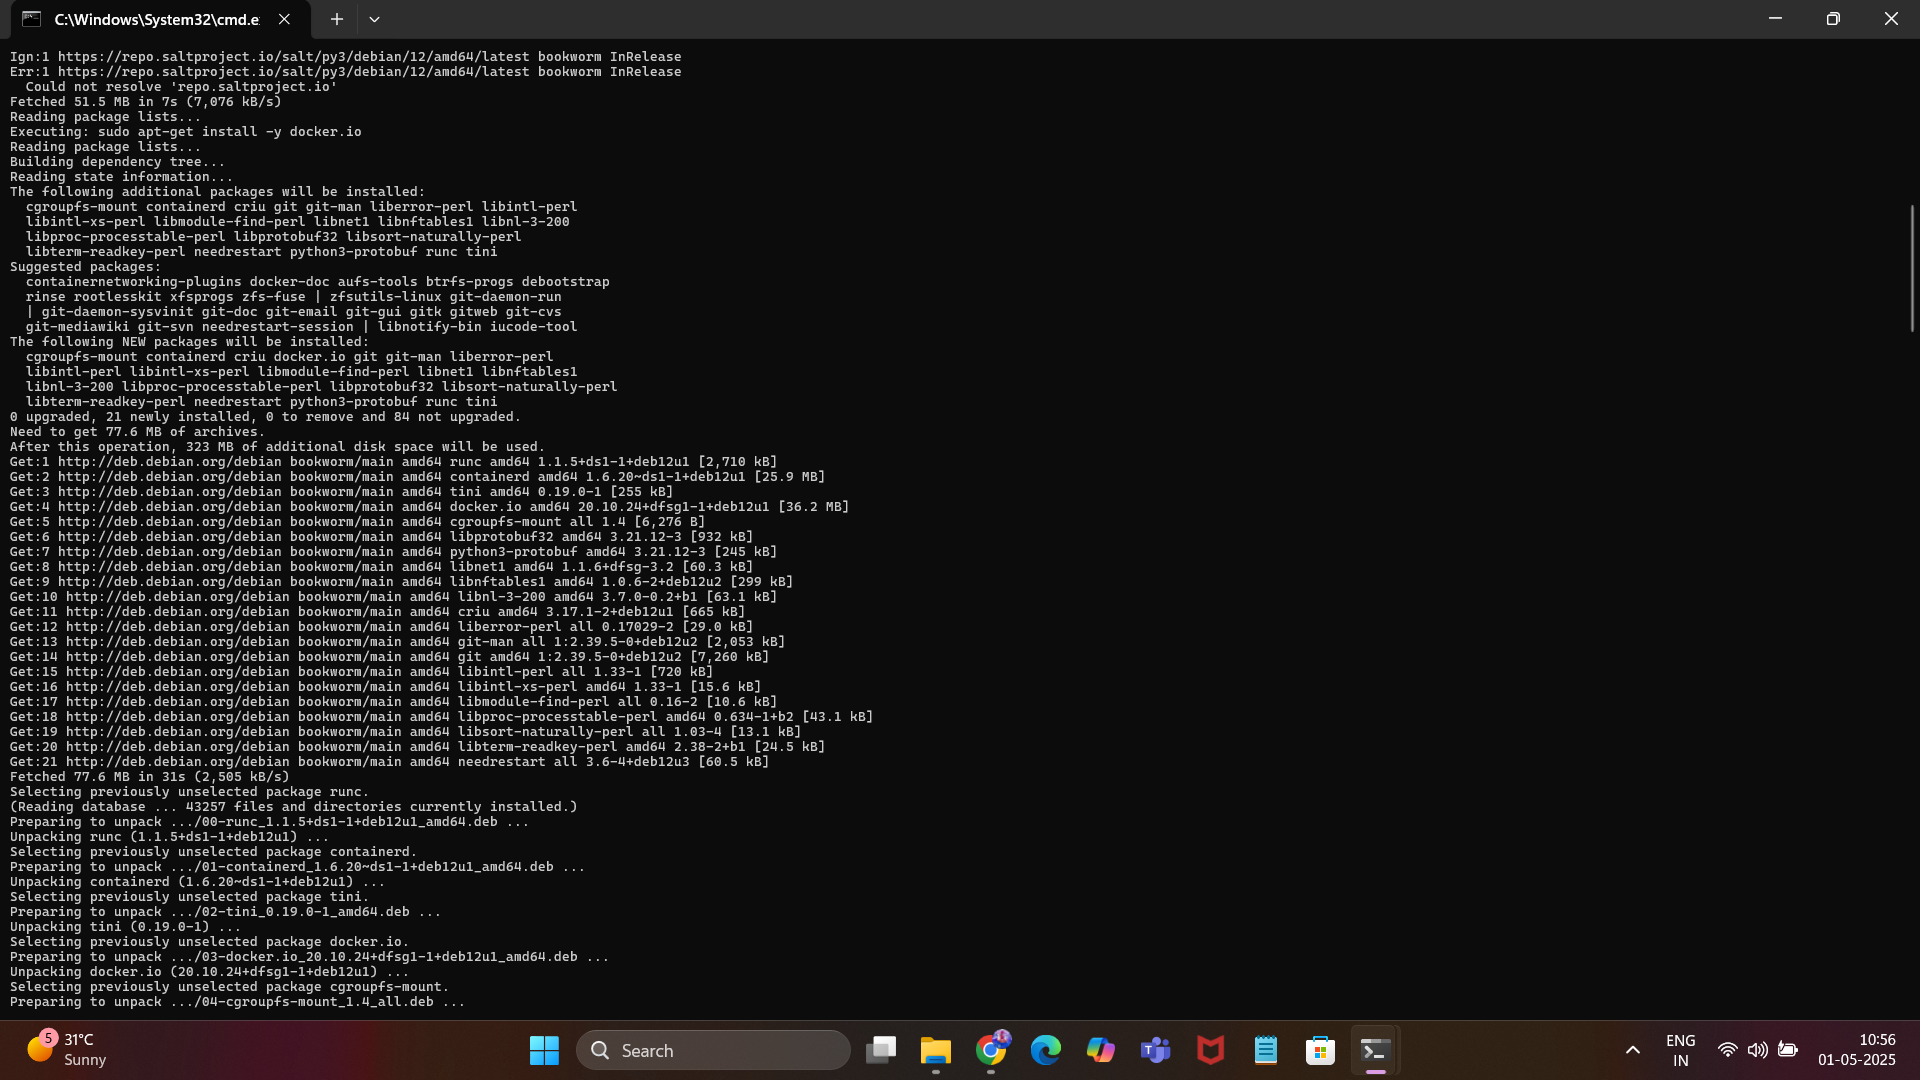 C:\Windows\System32\cmd.e
Ign:1 https://repo.saltproject.io/salt/py3/debian/12/amd64/latest bookworm InRelease
Err:1 https://repo.saltproject.io/salt/py3/debian/12/amd64/latest bookworm InRelease
  Could not resolve 'repo.saltproject.io'
Fetched 51.5 MB in 7s (7,076 kB/s)
Reading package lists...
Executing: sudo apt-get install -y docker.io
Reading package lists...
Building dependency tree...
Reading state information...
The following additional packages will be installed:
  cgroupfs-mount containerd criu git git-man liberror-perl libintl-perl
  libintl-xs-perl libmodule-find-perl libnet1 libnftables1 libnl-3-200
  libproc-processtable-perl libprotobuf32 libsort-naturally-perl
  libterm-readkey-perl needrestart python3-protobuf runc tini
Suggested packages:
  containernetworking-plugins docker-doc aufs-tools btrfs-progs debootstrap
  rinse rootlesskit xfsprogs zfs-fuse | zfsutils-linux git-daemon-run
  | git-daemon-sysvinit git-doc git-email git-gui gitk gitweb git-cvs
  git-mediawiki git-svn needrestart-session | libnotify-bin iucode-tool
The following NEW packages will be installed:
  cgroupfs-mount containerd criu docker.io git git-man liberror-perl
  libintl-perl libintl-xs-perl libmodule-find-perl libnet1 libnftables1
  libnl-3-200 libproc-processtable-perl libprotobuf32 libsort-naturally-perl
  libterm-readkey-perl needrestart python3-protobuf runc tini
0 upgraded, 21 newly installed, 0 to remove and 84 not upgraded.
Need to get 77.6 MB of archives.
After this operation, 323 MB of additional disk space will be used.
Get:1 http://deb.debian.org/debian bookworm/main amd64 runc amd64 1.1.5+ds1-1+deb12u1 [2,710 kB]
Get:2 http://deb.debian.org/debian bookworm/main amd64 containerd amd64 1.6.20~ds1-1+deb12u1 [25.9 MB]
Get:3 http://deb.debian.org/debian bookworm/main amd64 tini amd64 0.19.0-1 [255 kB]
Get:4 http://deb.debian.org/debian bookworm/main amd64 docker.io amd64 20.10.24+dfsg1-1+deb12u1 [36.2 MB]
Get:5 http://deb.debian.org/debian bookworm/main amd64 cgroupfs-mount all 1.4 [6,276 B]
Get:6 http://deb.debian.org/debian bookworm/main amd64 libprotobuf32 amd64 3.21.12-3 [932 kB]
Get:7 http://deb.debian.org/debian bookworm/main amd64 python3-protobuf amd64 3.21.12-3 [245 kB]
Get:8 http://deb.debian.org/debian bookworm/main amd64 libnet1 amd64 1.1.6+dfsg-3.2 [60.3 kB]
Get:9 http://deb.debian.org/debian bookworm/main amd64 libnftables1 amd64 1.0.6-2+deb12u2 [299 kB]
Get:10 http://deb.debian.org/debian bookworm/main amd64 libnl-3-200 amd64 3.7.0-0.2+b1 [63.1 kB]
Get:11 http://deb.debian.org/debian bookworm/main amd64 criu amd64 3.17.1-2+deb12u1 [665 kB]
Get:12 http://deb.debian.org/debian bookworm/main amd64 liberror-perl all 0.17029-2 [29.0 kB]
Get:13 http://deb.debian.org/debian bookworm/main amd64 git-man all 1:2.39.5-0+deb12u2 [2,053 kB]
Get:14 http://deb.debian.org/debian bookworm/main amd64 git amd64 1:2.39.5-0+deb12u2 [7,260 kB]
Get:15 http://deb.debian.org/debian bookworm/main amd64 libintl-perl all 1.33-1 [720 kB]
Get:16 http://deb.debian.org/debian bookworm/main amd64 libintl-xs-perl amd64 1.33-1 [15.6 kB]
Get:17 http://deb.debian.org/debian bookworm/main amd64 libmodule-find-perl all 0.16-2 [10.6 kB]
Get:18 http://deb.debian.org/debian bookworm/main amd64 libproc-processtable-perl amd64 0.634-1+b2 [43.1 kB]
Get:19 http://deb.debian.org/debian bookworm/main amd64 libsort-naturally-perl all 1.03-4 [13.1 kB]
Get:20 http://deb.debian.org/debian bookworm/main amd64 libterm-readkey-perl amd64 2.38-2+b1 [24.5 kB]
Get:21 http://deb.debian.org/debian bookworm/main amd64 needrestart all 3.6-4+deb12u3 [60.5 kB]
Fetched 77.6 MB in 31s (2,505 kB/s)
Selecting previously unselected package runc.
(Reading database ... 43257 files and directories currently installed.)
Preparing to unpack .../00-runc_1.1.5+ds1-1+deb12u1_amd64.deb ...
Unpacking runc (1.1.5+ds1-1+deb12u1) ...
Selecting previously unselected package containerd.
Preparing to unpack .../01-containerd_1.6.20~ds1-1+deb12u1_amd64.deb ...
Unpacking containerd (1.6.20~ds1-1+deb12u1) ...
Selecting previously unselected package tini.
Preparing to unpack .../02-tini_0.19.0-1_amd64.deb ...
Unpacking tini (0.19.0-1) ...
Selecting previously unselected package docker.io.
Preparing to unpack .../03-docker.io_20.10.24+dfsg1-1+deb12u1_amd64.deb ...
Unpacking docker.io (20.10.24+dfsg1-1+deb12u1) ...
Selecting previously unselected package cgroupfs-mount.
Preparing to unpack .../04-cgroupfs-mount_1.4_all.deb ...
5
31°C
Sunny
Search
ENG
IN
10:56
01-05-2025